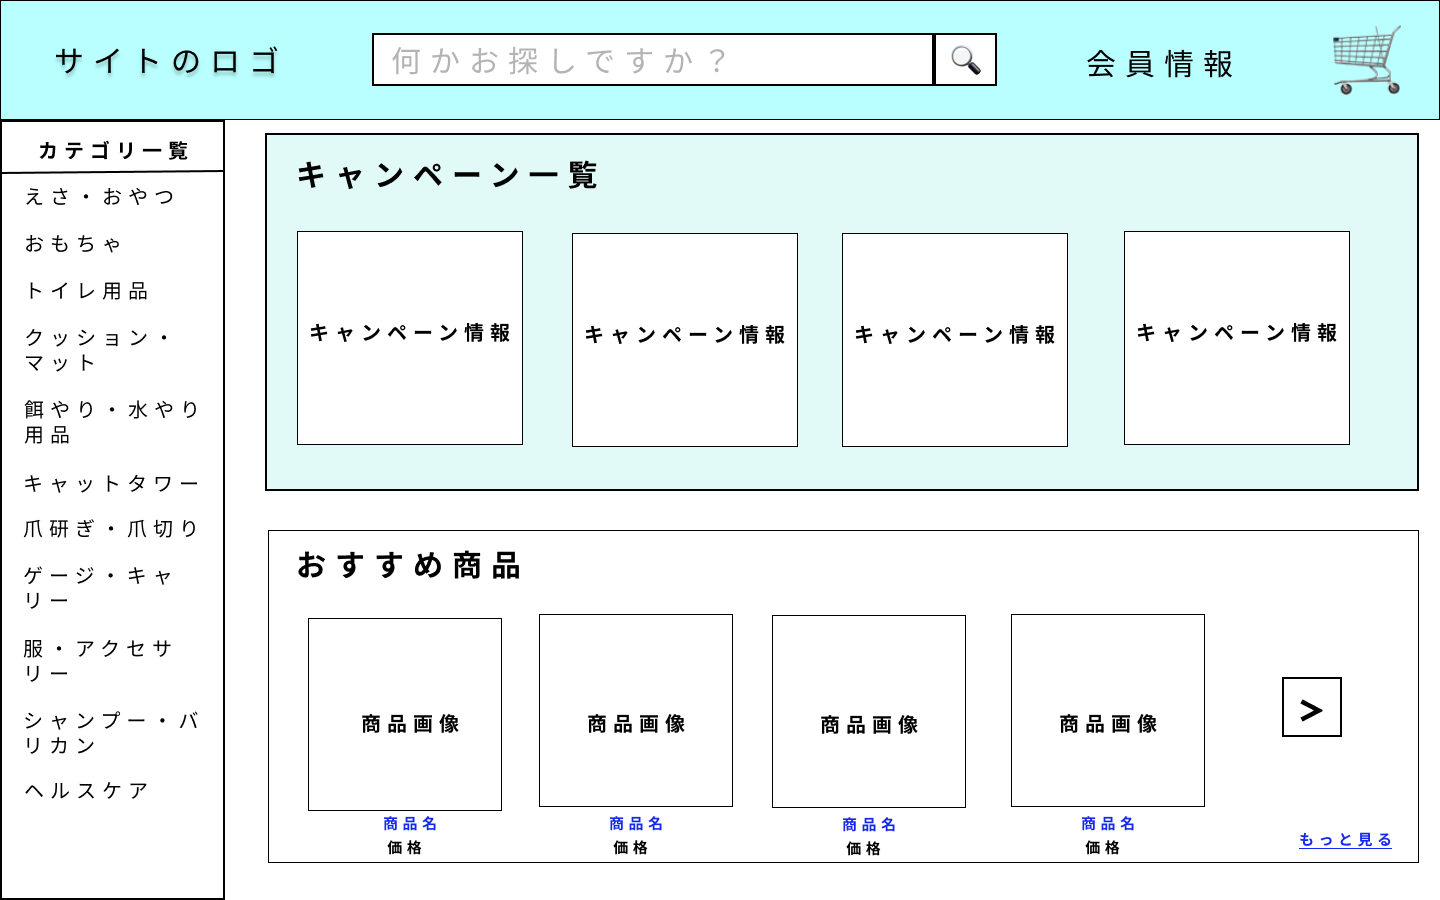 サイトのロゴ
何かお探しですか？
会員情報
カテゴリ一覧
えさ・おやつ
おもちゃ
トイレ用品
クッション・
マット
餌やり・水やり
用品
キャットタワー
爪研ぎ・爪切り
ゲージ・キャ
リー
服・アクセサ
リー
シャンプー・バ
リカン
ヘルスケア
キャンペーン一覧
キャンペーン情報
キャンペーン情報
キャンペーン情報
キャンペーン情報
おすすめ商品
商品画像
商品画像
商品画像
商品画像
>
商品名
商品名
商品名
商品名
価格
価格
価格
価格
もっと見る